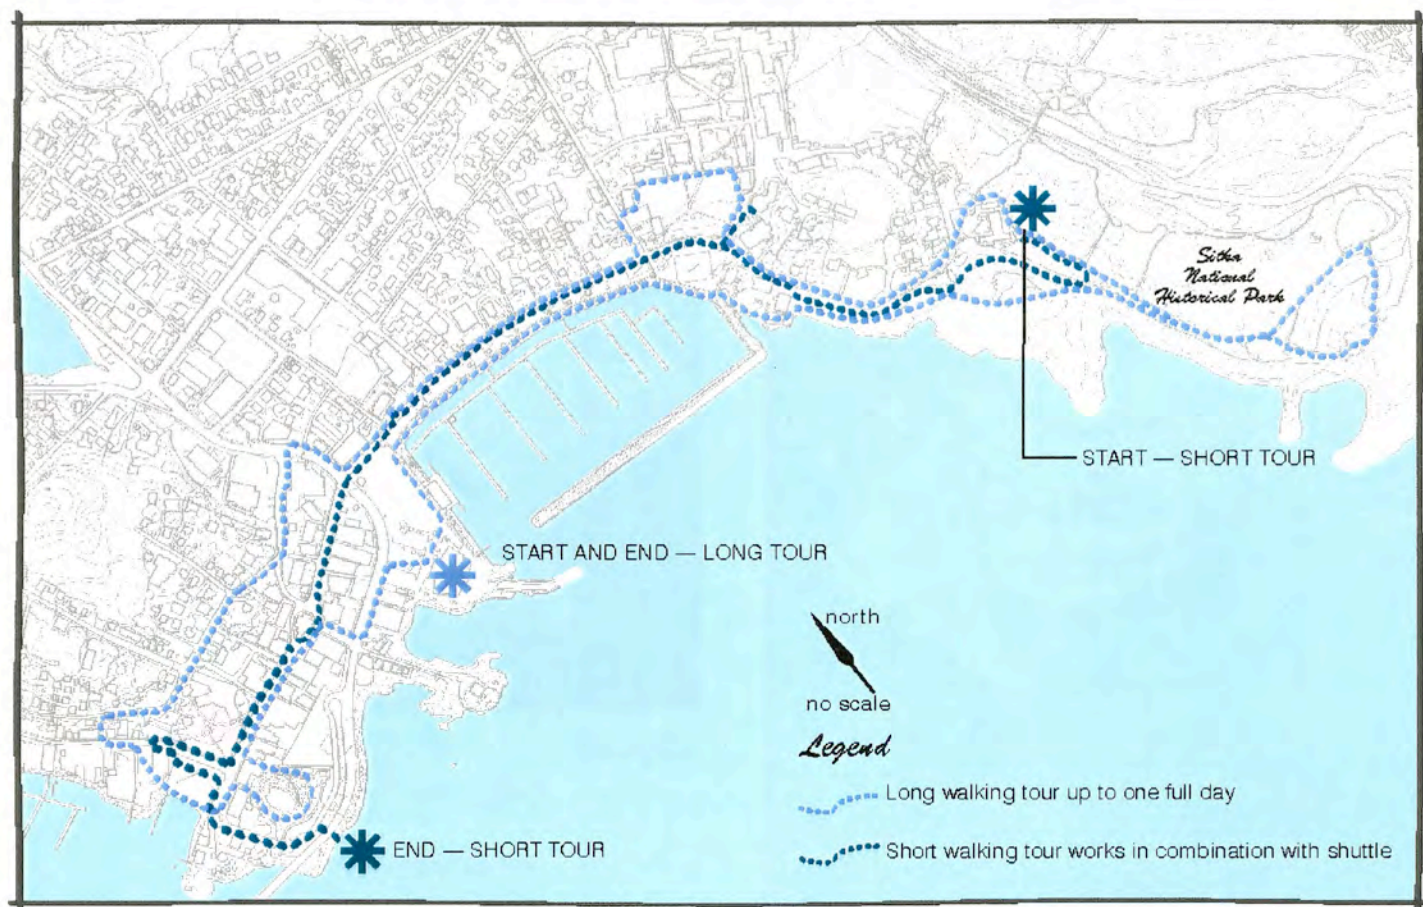 Sitka
National
Historical Park
START — SHORT TOUR
START AND END — LONG TOUR
north
no scale
Legend
Long walking tour up to one full day
END — SHORT TOUR
Short walking tour works in combination with shuttle